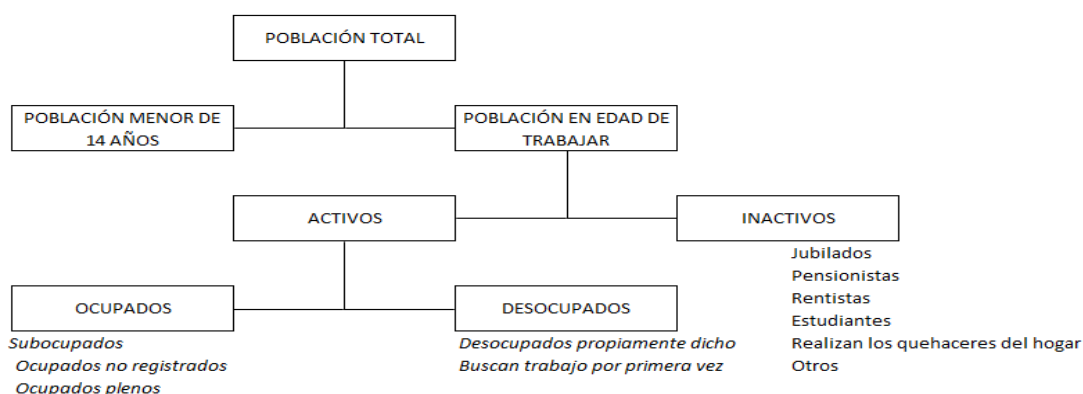 POBLACIÓN TOTAL
POBLACIÓN MENOR DE
14 AÑOS
POBLACIÓN EN EDAD DE
TRABAJAR
ACTIVOS
INACTIVOS
Jubilados
Pensionistas
Rentistas
Estudiantes
Realizan los quehaceres del hogar
Otros
OCUPADOS
Subocupados
Ocupados no registrados
Ocupados plenos
DESOCUPADOS
Desocupados propiamente dicho
Buscan trabajo por primera vez